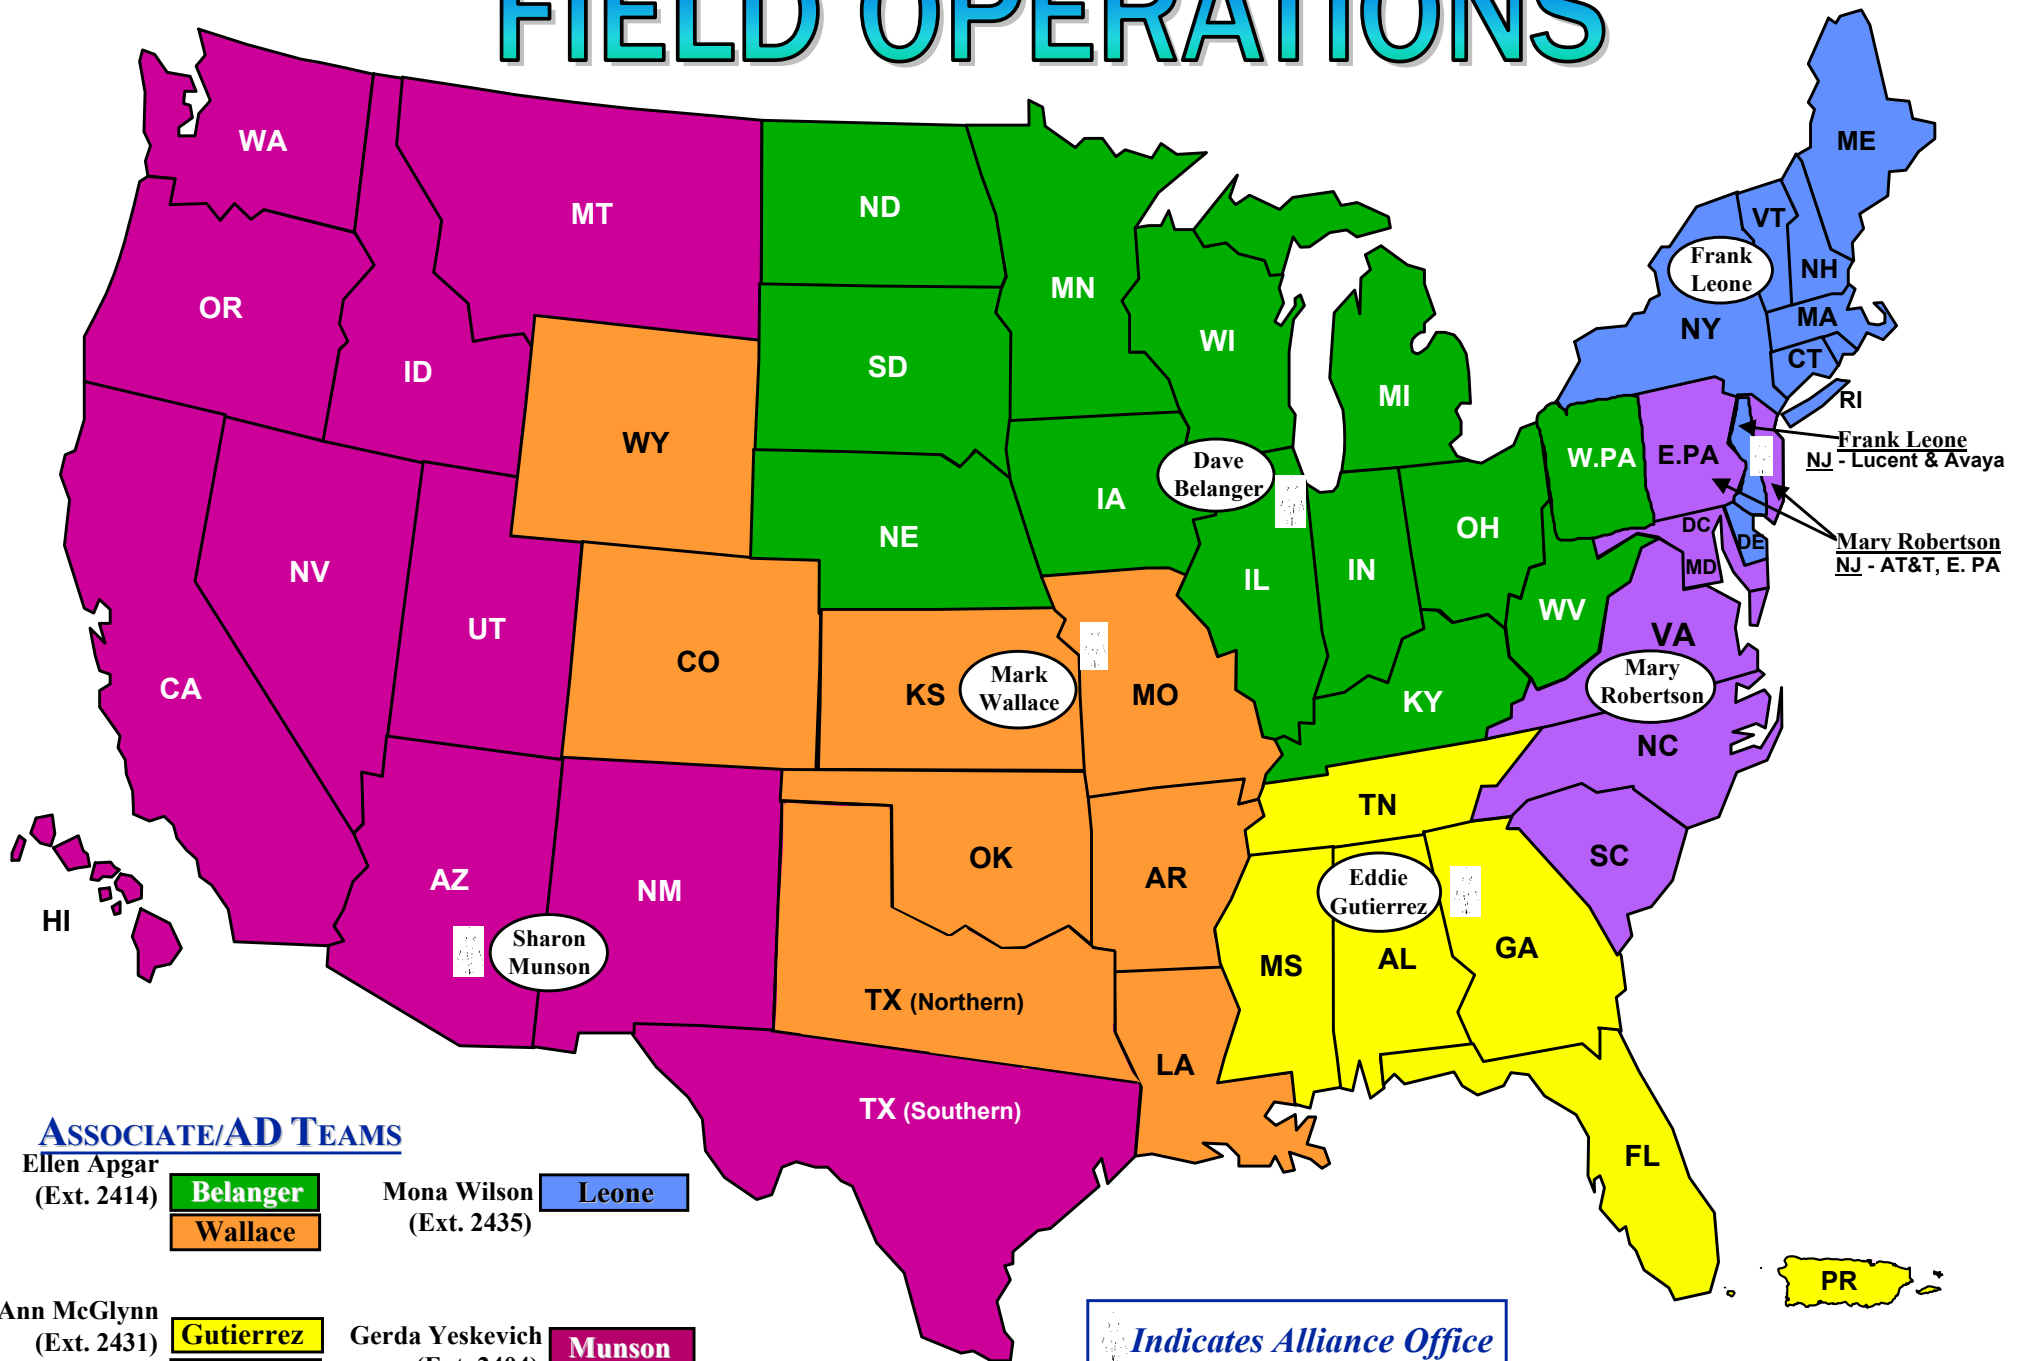 FIELD OPERATIONS
WA
MT
ND
MN
ME
VT
NH
Frank
Leone
OR
ID
SD
WI
MI
NY
MA
CT
RI
WY
Dave
Belanger
W.PA
E.PA
Frank Leone
NJ - Lucent & Avaya
IA
NE
OH
DC
DE
Mary Robertson
NJ - AT&T, E. PA
MD
NV
IL
IN
WV
UT
CO
VA
CA
KS
Mark
Wallace
MO
KY
Mary
Robertson
NC
TN
OK
AR
SC
AZ
NM
Eddie
Gutierrez
HI
Sharon
Munson
MS
AL
GA
TX (Northern)
LA
TX (Southern)
FL
PR
ASSOCIATE/AD TEAMS
Ellen Apgar
(Ext. 2414)
Belanger
Wallace
Mona Wilson
(Ext. 2435)
Leone
Ann McGlynn
(Ext. 2431)
Gutierrez
Gerda Yeskevich
Munson
Indicates Alliance Office